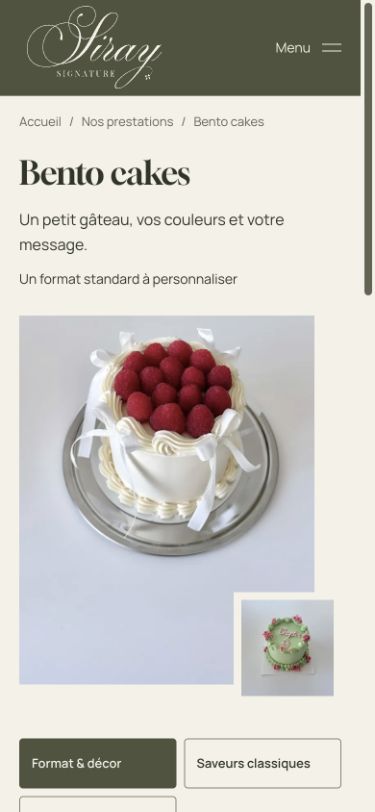 Siray
SIGNATURE
Menu
Accueil / Nos prestations / Bento cakes
Bento cakes
Un petit gâteau, vos couleurs et votre
message.
Un format standard à personnaliser
Format & décor
Saveurs classiques